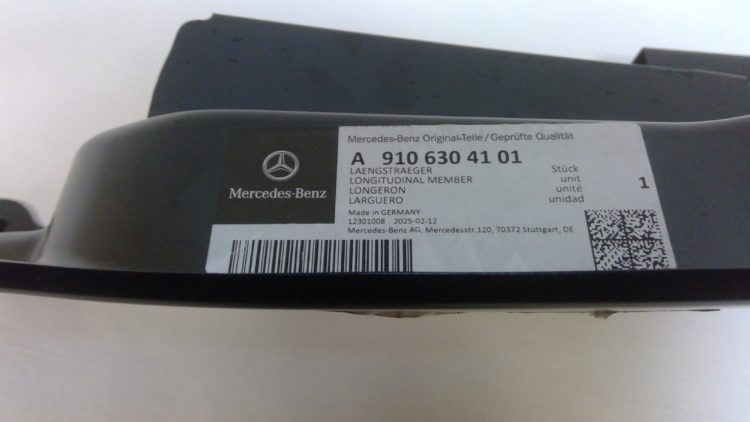 Mercedes-Benz
Mercedes-Benz Original-Teile/Geprüfte Qualität
A 910 630 41 01
LAENGSTRAEGER Stück
LONGITUDINAL MEMBER unit
LONGERON unité
LARGUERO unidad
1
Made in GERMANY
12301008 2025-02-12
Mercedes-Benz AG, Mercedesstr.120, 70372 Stuttgart, DE